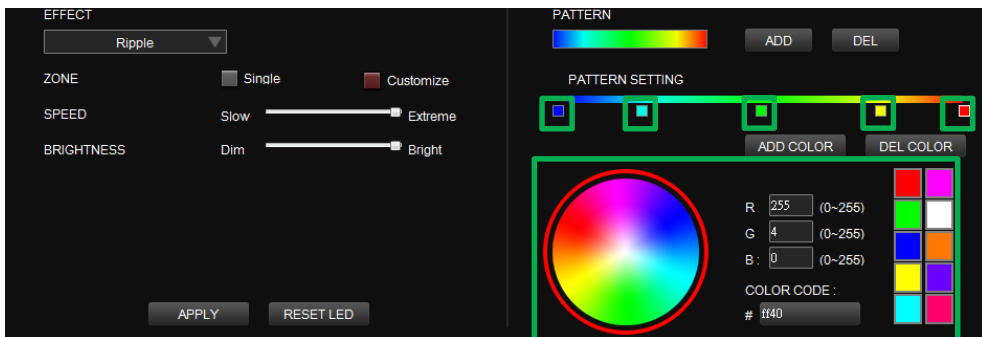 EFFECT
Ripple
ZONE
Single
Customize
SPEED
Slow
Extreme
BRIGHTNESS
Dim
Bright
APPLY
RESET LED
PATTERN
ADD
DEL
PATTERN SETTING
ADD COLOR
DEL COLOR
R 255 (0~255)
G 4 (0~255)
B : 0 (0~255)
COLOR CODE :
# ff40